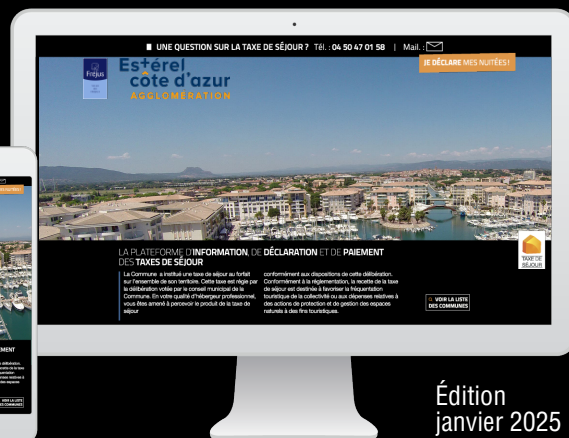 ■ UNE QUESTION SUR LA TAXE DE SÉJOUR ? Tél. : 04 50 47 01 58 | Mail. :
JE DÉCLARE MES NUITÉES !
Fréjus
Estérel
côte d'azur
AGGLOMÉRATION
LA PLATEFORME D'INFORMATION, DE DÉCLARATION ET DE PAIEMENT
DES TAXES DE SÉJOUR
La Commune a institué une taxe de séjour au forfait
sur l'ensemble de son territoire. Cette taxe est régie par
la délibération votée par le conseil municipal de la
Commune. En votre qualité d'hébergeur professionnel,
vous êtes amené à percevoir le produit de la taxe de
séjour
conformément aux dispositions de cette délibération.
Conformément à la réglementation, la recette de la taxe
de séjour est destinée à favoriser la fréquentation
touristique de la collectivité ou aux dépenses relatives à
des actions de protection et de gestion des espaces
naturels à des fins touristiques.
TAXE DE
SÉJOUR
VOIR LA LISTE
DES COMMUNES
EMENT
VOIR LA LISTE
DES COMMUNES
Édition
janvier 2025